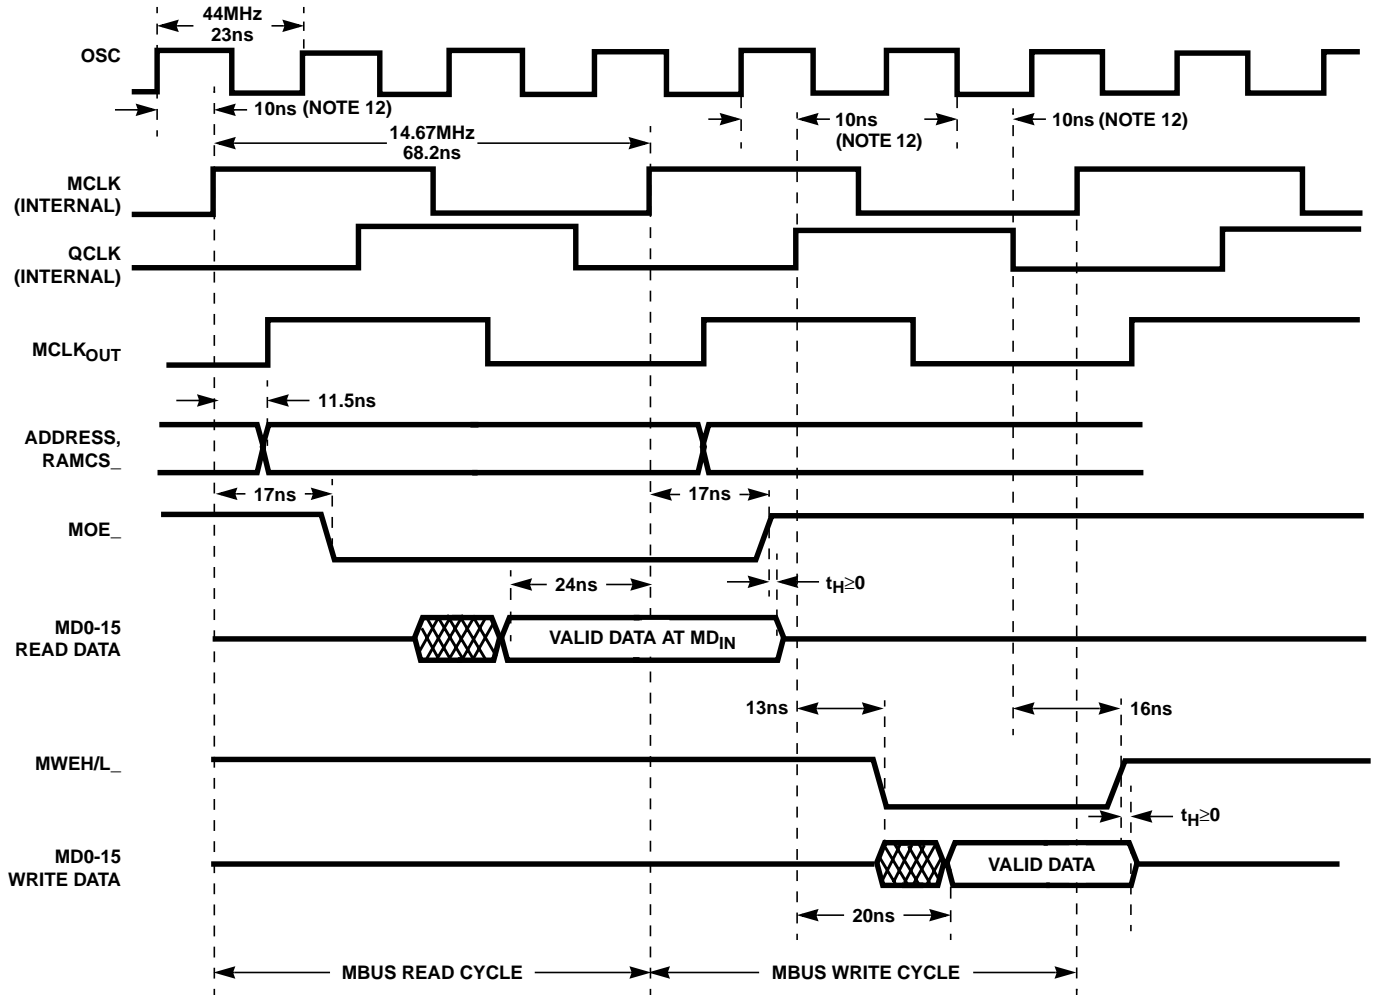 44MHz
23ns
OSC
10ns (NOTE 12)
10ns
(NOTE 12)
10ns (NOTE 12)
14.67MHz
68.2ns
MCLK
(INTERNAL)
QCLK
(INTERNAL)
MCLKOUT
11.5ns
ADDRESS,
RAMCS_
17ns
17ns
MOE_
24ns
tH≥0
MD0-15
READ DATA
VALID DATA AT MDIN
13ns
16ns
MWEH/L_
tH≥0
MD0-15
WRITE DATA
VALID DATA
20ns
MBUS READ CYCLE
MBUS WRITE CYCLE